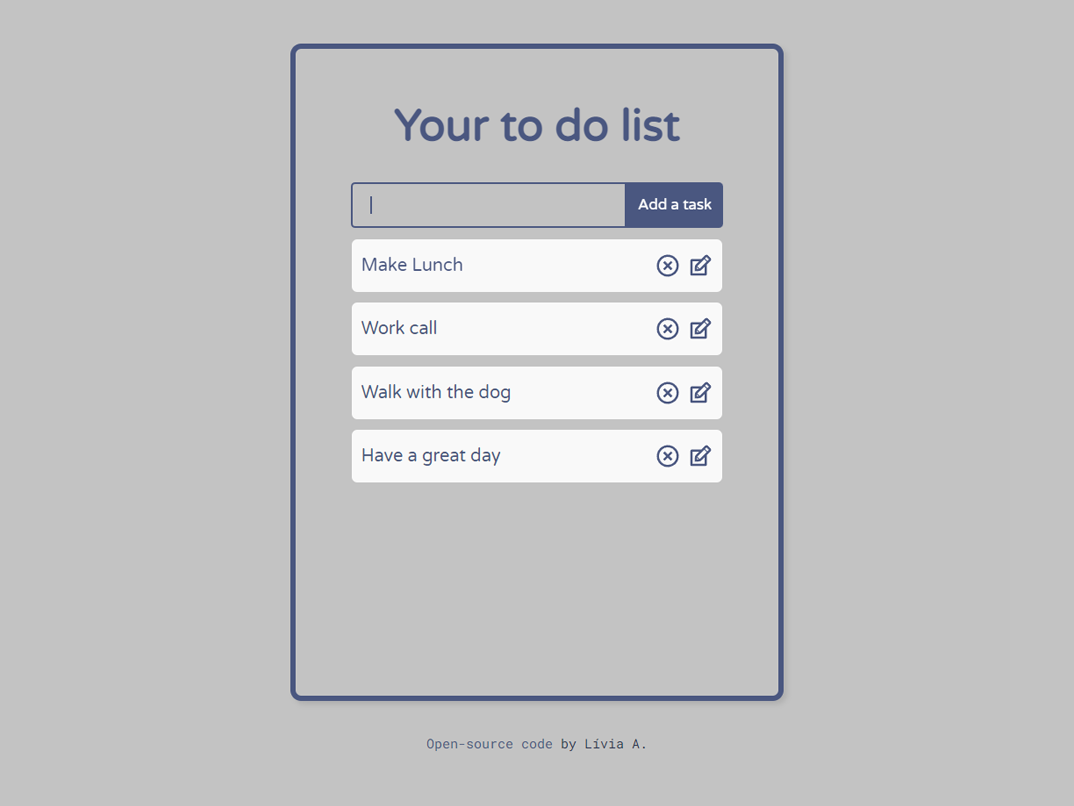 Your to do list
Add a task
Make Lunch
Work call
Walk with the dog
Have a great day
Open-source code by Lívia A.